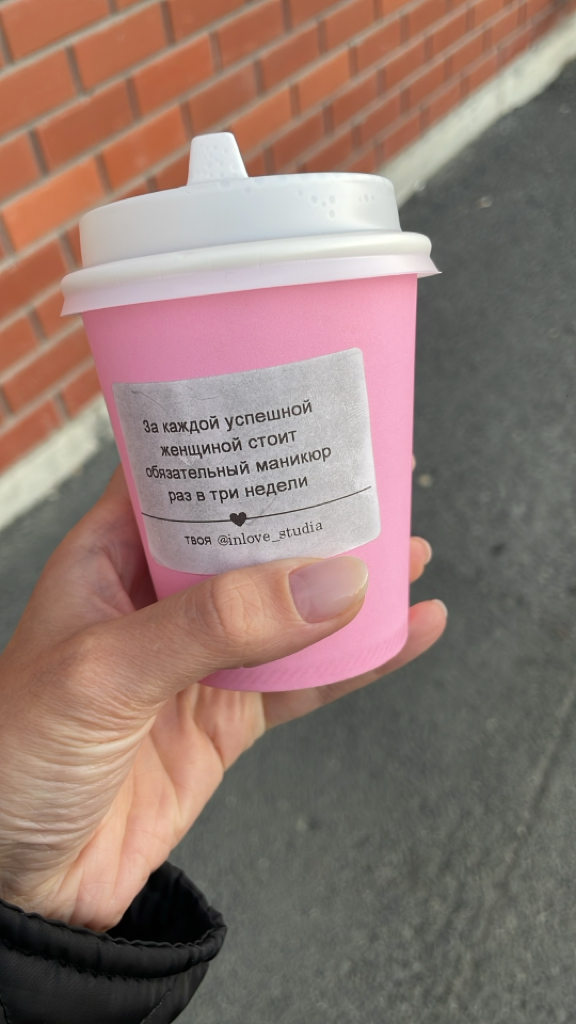 За каждой успешной
женщиной стоит
обязательный маникюр
раз в три недели
твоя @inlove_studia